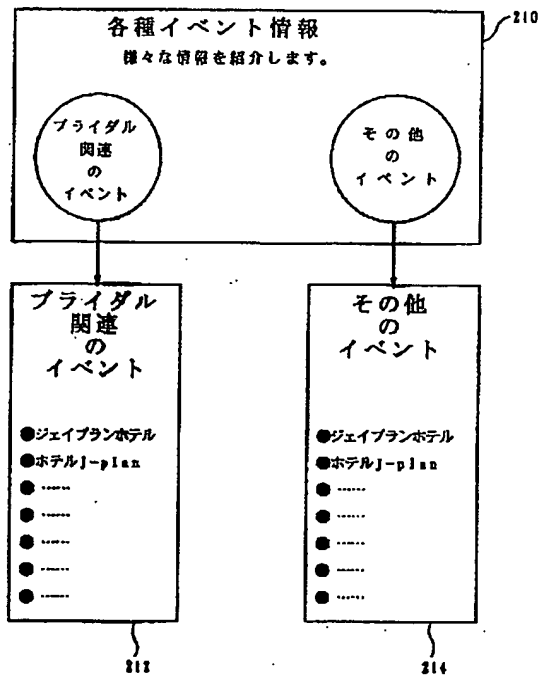 各種イベント情報
様々な情報を紹介します。
210
ブライダル
関連
の
イベント
その他
の
イベント
ブライダル
関連
の
イベント
●ジェイプランホテル
●ホテルj-plan
●……
●……
●……
●……
●……
212
その他
の
イベント
●ジェイプランホテル
●ホテルj-plan
●……
●……
●……
●……
●……
214